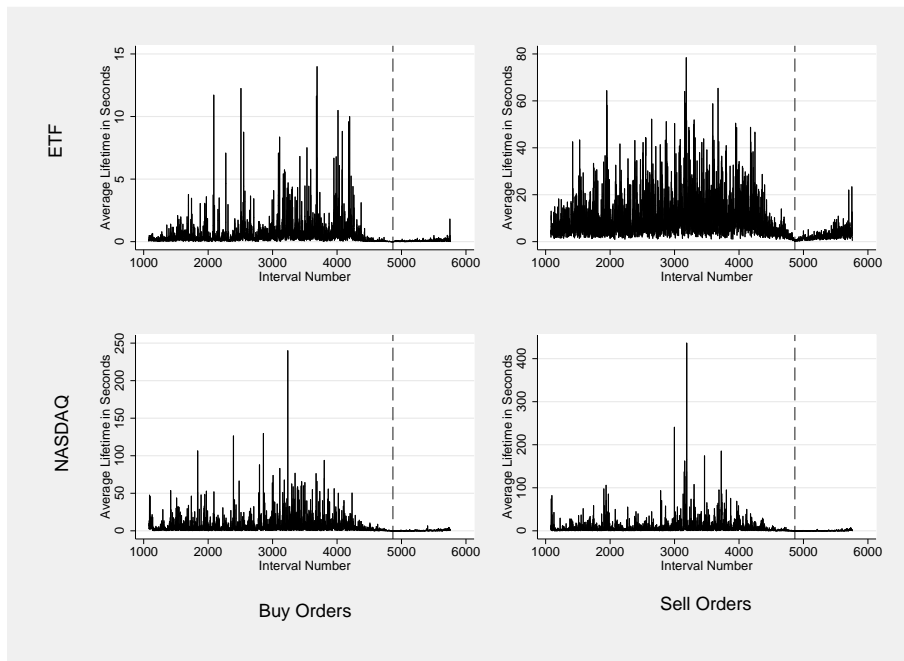 ETF
Average Lifetime in Seconds
0 5 10 15
1000 2000 3000 4000 5000 6000
Interval Number
Average Lifetime in Seconds
0 20 40 60 80
1000 2000 3000 4000 5000 6000
Interval Number
NASDAQ
Average Lifetime in Seconds
0 50 100 150 200 250
1000 2000 3000 4000 5000 6000
Interval Number
Average Lifetime in Seconds
0 100 200 300 400
1000 2000 3000 4000 5000 6000
Interval Number
Buy Orders
Sell Orders